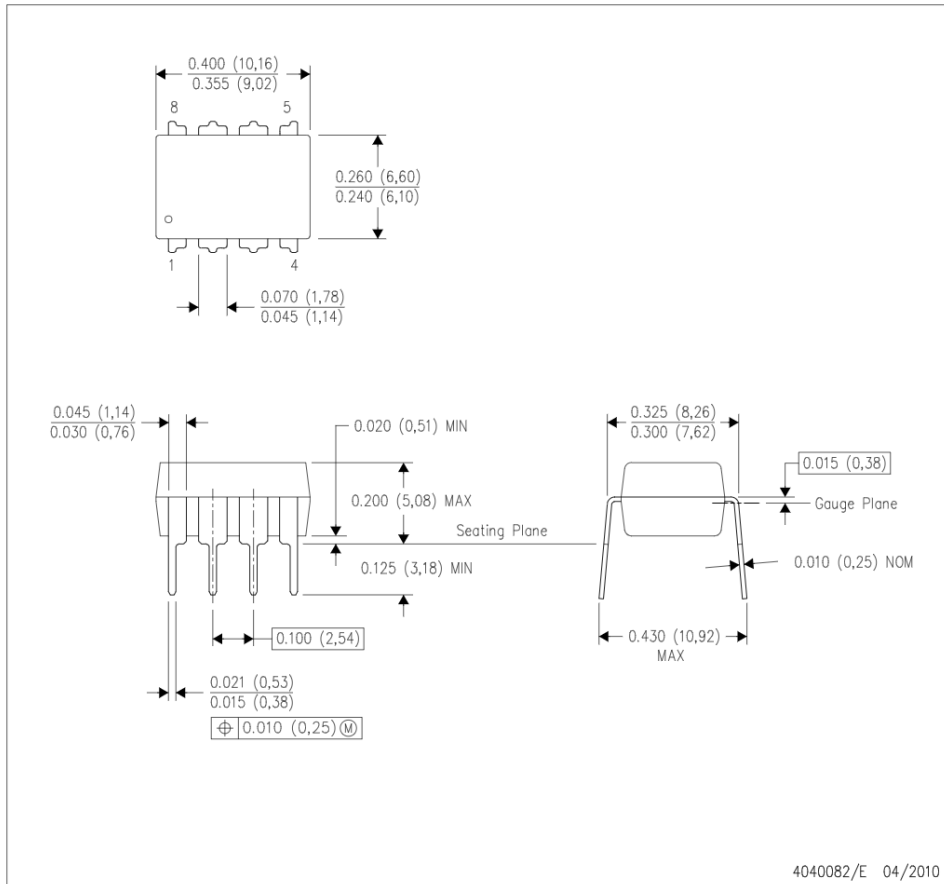 0.400 (10,16)
0.355 (9,02)
8
5
0.260 (6,60)
0.240 (6,10)
1
4
0.070 (1,78)
0.045 (1,14)
0.045 (1,14)
0.030 (0,76)
0.020 (0,51) MIN
0.325 (8,26)
0.300 (7,62)
0.015 (0,38)
0.200 (5,08) MAX
Gauge Plane
Seating Plane
0.125 (3,18) MIN
0.010 (0,25) NOM
0.100 (2,54)
0.430 (10,92)
MAX
0.021 (0,53)
0.015 (0,38)
⌖ 0.010 (0,25) Ⓜ
4040082/E 04/2010